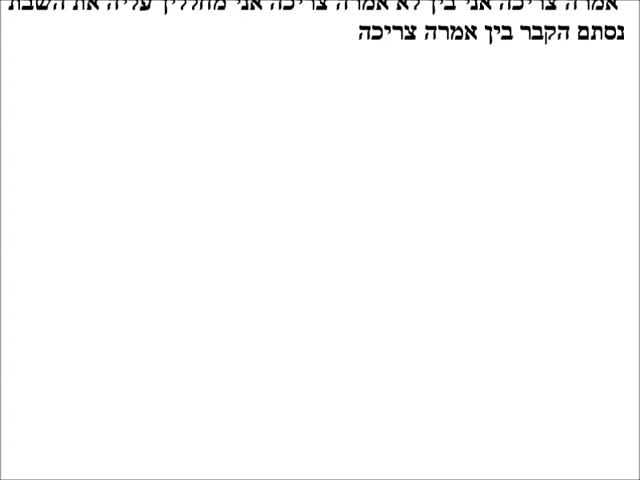 אמרה צריכה אני בין לא אמרה צריכה אני מחללין עליה את השבת
נסתם הקבר בין אמרה צריכה